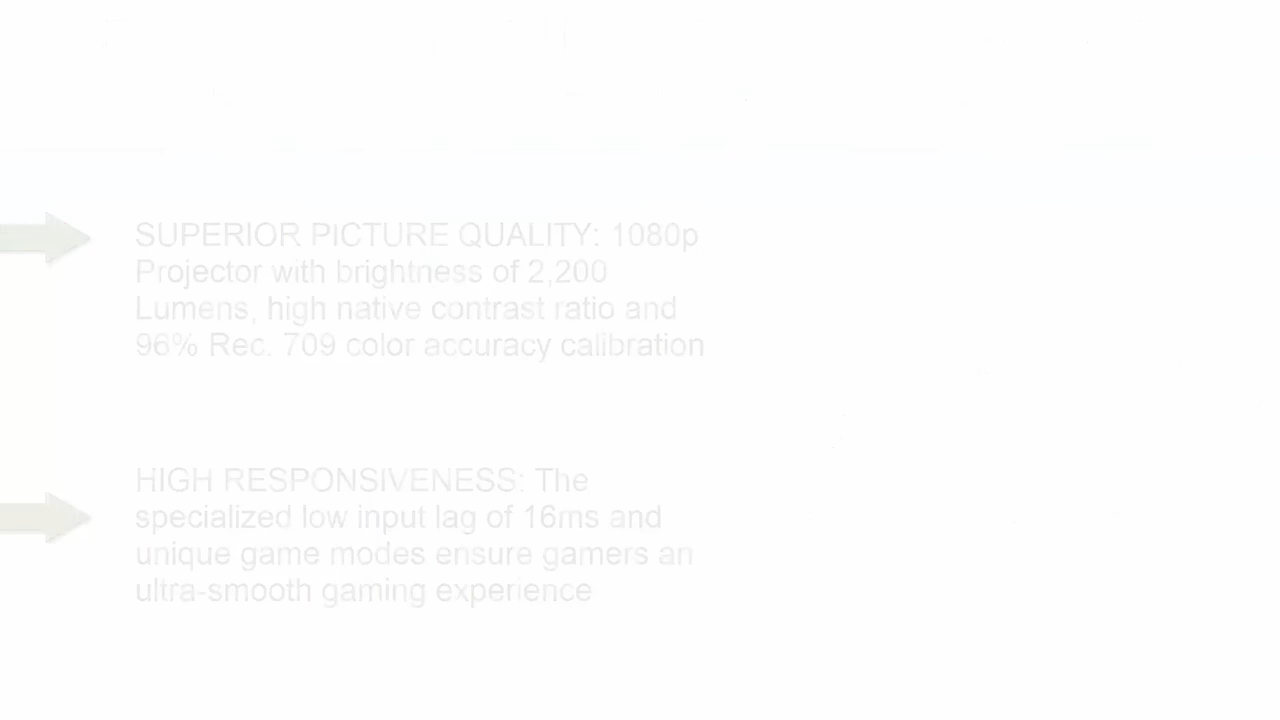 SUPERIOR PICTURE QUALITY: 1080p
Projector with brightness of 2,200
Lumens, high native contrast ratio and
96% Rec. 709 color accuracy calibration
HIGH RESPONSIVENESS: The
specialized low input lag of 16ms and
unique game modes ensure gamers an
ultra-smooth gaming experience